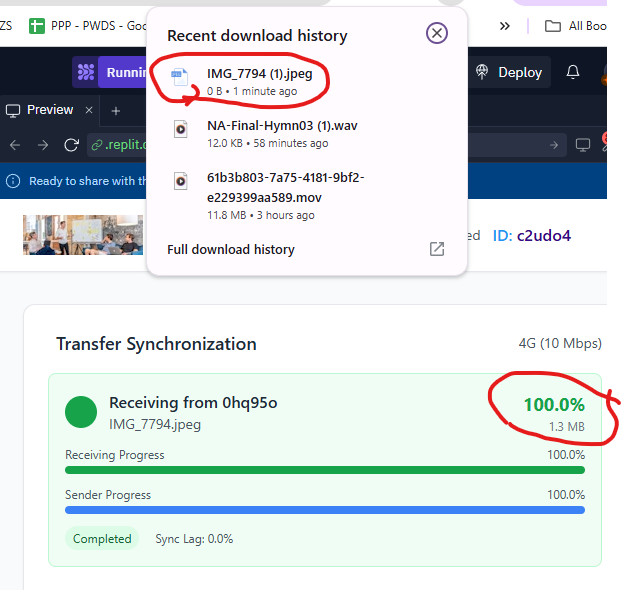 ZS
PPP - PWDS - Goo
»
All Boo
Recent download history
IMG_7794 (1).jpeg
0 B • 1 minute ago
NA-Final-Hymn03 (1).wav
12.0 KB • 58 minutes ago
61b3b803-7a75-4181-9bf2-
e229399aa589.mov
11.8 MB • 3 hours ago
Full download history
Runnin
Deploy
Preview
.replit.c
Ready to share with th
ed ID: c2udo4
Transfer Synchronization
4G (10 Mbps)
Receiving from 0hq95o
100.0%
IMG_7794.jpeg
1.3 MB
Receiving Progress
100.0%
Sender Progress
100.0%
Completed
Sync Lag: 0.0%